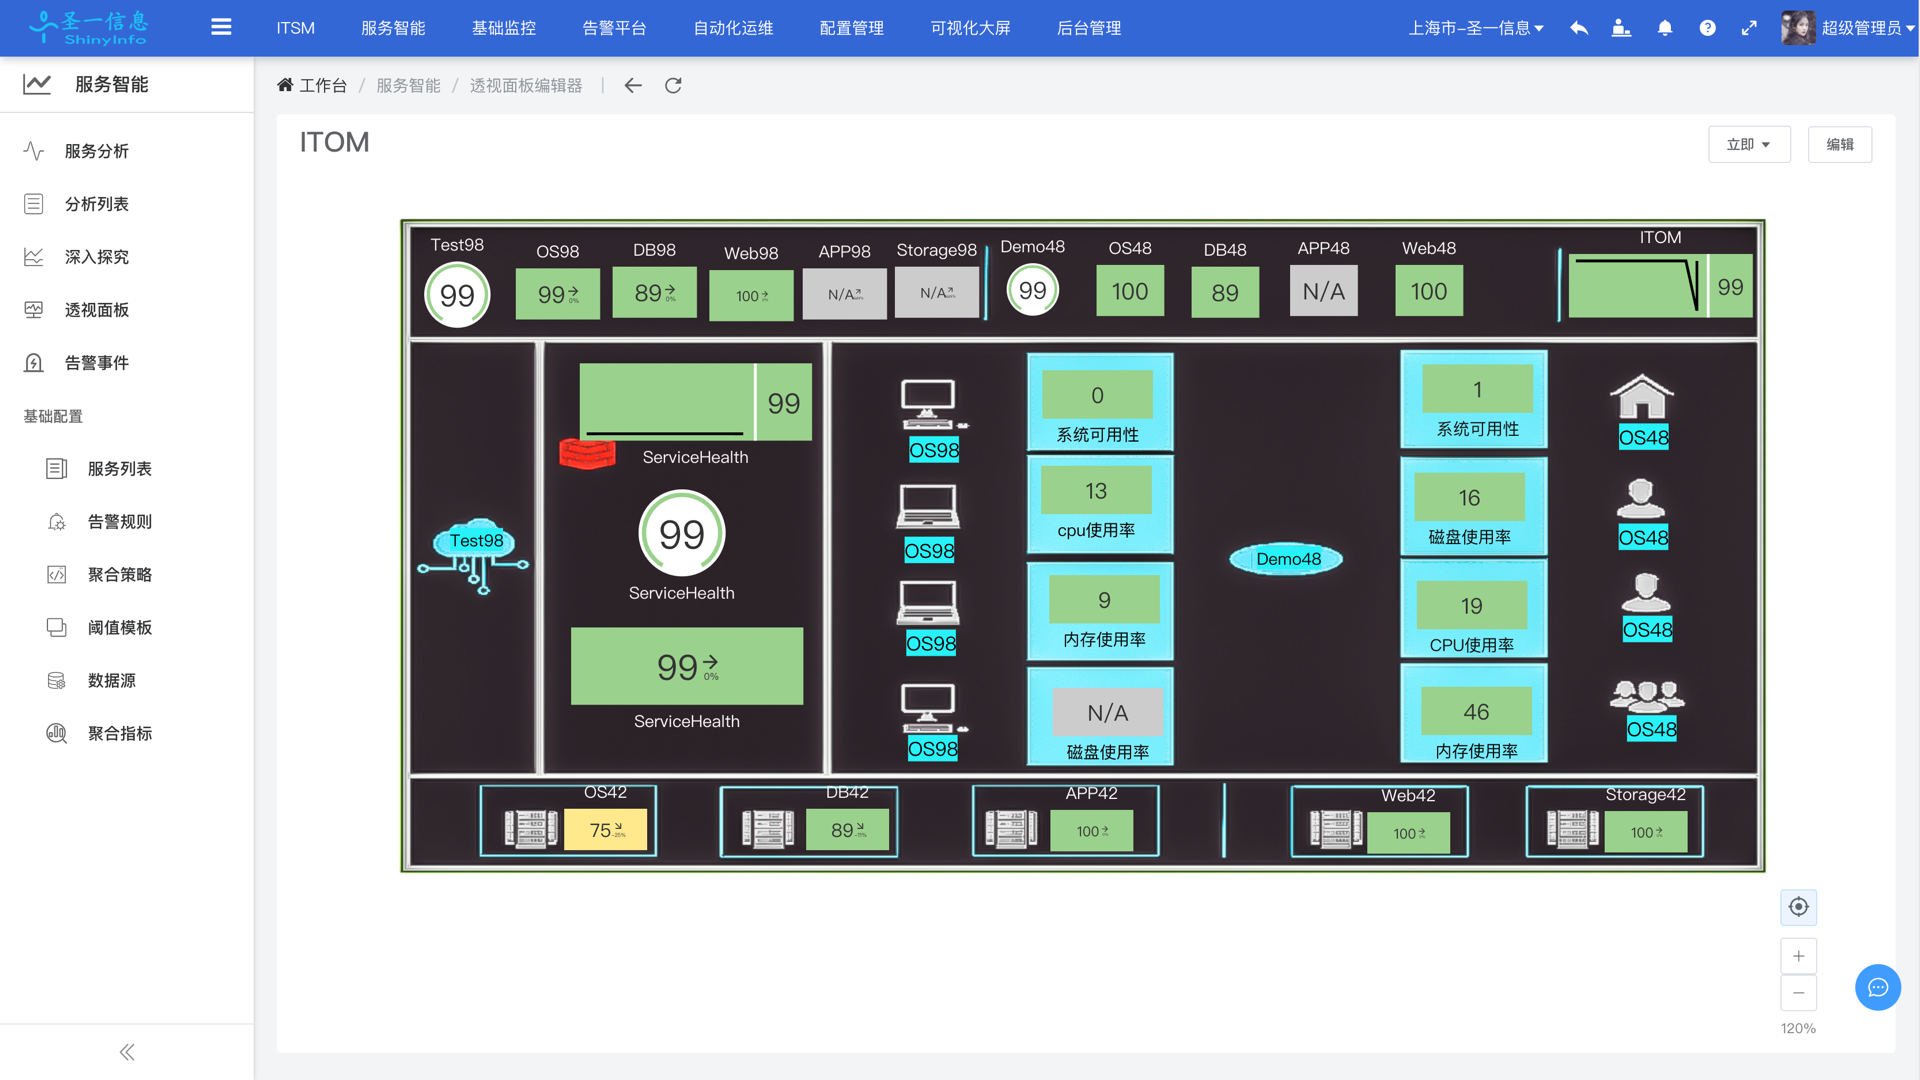 圣一信息
ShinyInfo
ITSM
服务智能
基础监控
告警平台
自动化运维
配置管理
可视化大屏
后台管理
上海市-圣一信息
超级管理员
服务智能
工作台 / 服务智能 / 透视面板编辑器
服务分析
分析列表
深入探究
透视面板
告警事件
基础配置
服务列表
告警规则
聚合策略
阈值模板
数据源
聚合指标
ITOM
立即
编辑
Test98
99
OS98
99
0%
DB98
89
0%
Web98
100
APP98
N/A
Storage98
N/A
Demo48
99
OS48
100
DB48
89
APP48
N/A
Web48
100
ITOM
99
Test98
99
ServiceHealth
99
ServiceHealth
99
0%
ServiceHealth
OS98
OS98
OS98
OS98
0
系统可用性
13
cpu使用率
9
内存使用率
N/A
磁盘使用率
Demo48
1
系统可用性
16
磁盘使用率
19
CPU使用率
46
内存使用率
OS48
OS48
OS48
OS48
OS42
75
-25%
DB42
89
-11%
APP42
100
Web42
100
Storage42
100
120%